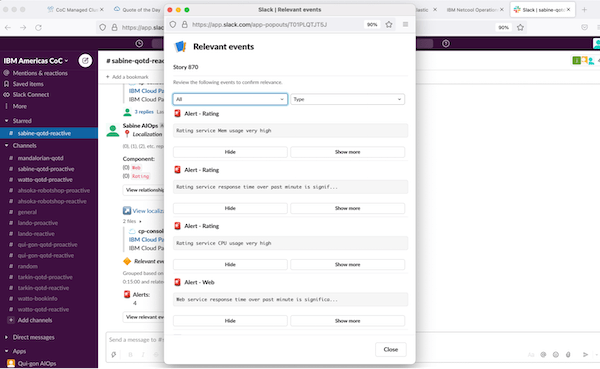 Slack | Relevant events
CoC Managed Clu
Quote of the Day
IBM Netcool Operation
Slack | sabine-qotd-
https://app.slack.com/app-popouts/T01PLQTJTSJ
90%
90%
IBM Americas CoC
Mentions & reactions
Saved items
Slack Connect
More
Starred
# sabine-qotd-reactive
Channels
# mandalorian-qotd
# sabine-qotd-proactive
# watto-qotd-proactive
# ahsoka-robotshop-proactive
# ahsoka-robotshop-reactive
# general
# lando-proactive
# lando-reactive
# qui-gon-qotd-proactive
# qui-gon-qotd-reactive
# random
# tarkin-qotd-proactive
# tarkin-qotd-reactive
# watto-bookinfo
# watto-qotd-reactive
Add channels
Direct messages
Apps
Qui-gon AIOps
# sabine-qotd-reac
+ Add a bookmark
cp-console
IBM Cloud Pa
IBM Cloud Pa
3 replies
Sabine AIOps
Localization
(0), (1), (2), etc. rep
Component:
(0) Web
(0) Rating
View relationship
View localiz
2 files
cp-consol
IBM Cloud P
IBM Cloud Pa
Relevant even
Grouped based on
0:15:00 and relate
Alerts:
4
View relevant eve
Send a message to #
Relevant events
Story 870
Review the following events to confirm relevance.
All
Type
Alert - Rating
Rating service Mem usage very high
Hide
Show more
Alert - Rating
Rating service response time over past minute is signif...
Hide
Show more
Alert - Rating
Rating service CPU usage very high
Hide
Show more
Alert - Web
Web service response time over past minute is significa...
Hide
Show more
Close